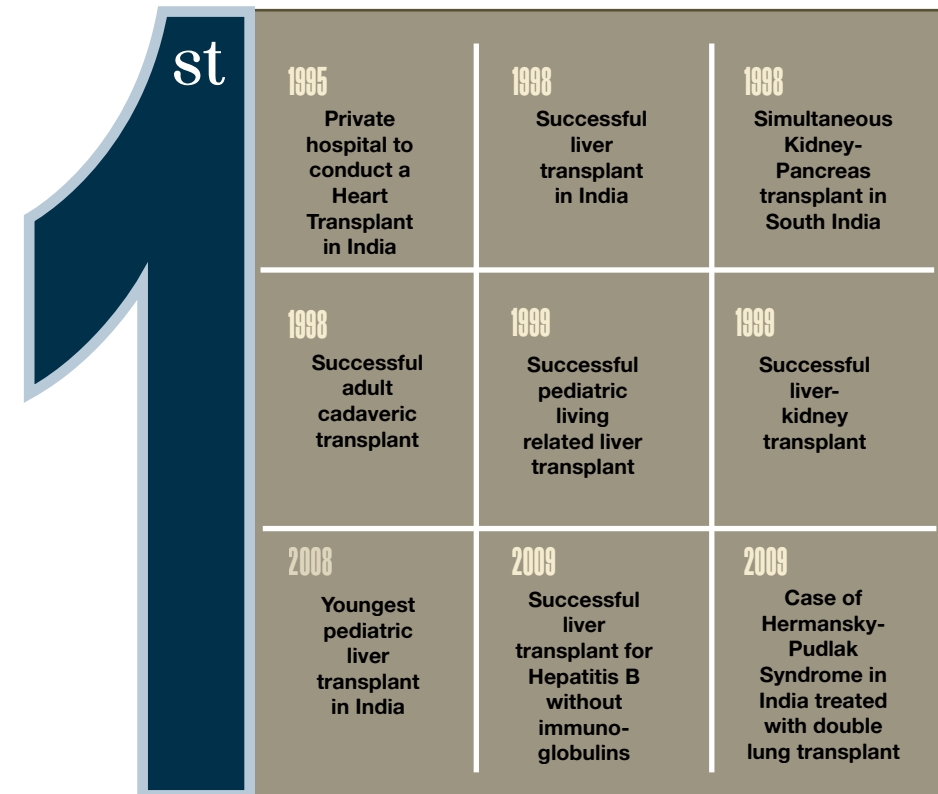 1st
1995
Private
hospital to
conduct a
Heart
Transplant
in India
1998
Successful
liver
transplant
in India
1998
Simultaneous
Kidney-
Pancreas
transplant in
South India
1998
Successful
adult
cadaveric
transplant
1999
Successful
pediatric
living
related liver
transplant
1999
Successful
liver-
kidney
transplant
2008
Youngest
pediatric
liver
transplant
in India
2009
Successful
liver
transplant for
Hepatitis B
without
immuno-
globulins
2009
Case of
Hermansky-
Pudlak
Syndrome in
India treated
with double
lung transplant